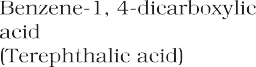 Benzene-1, 4-dicarboxylic
acid
(Terephthalic acid)